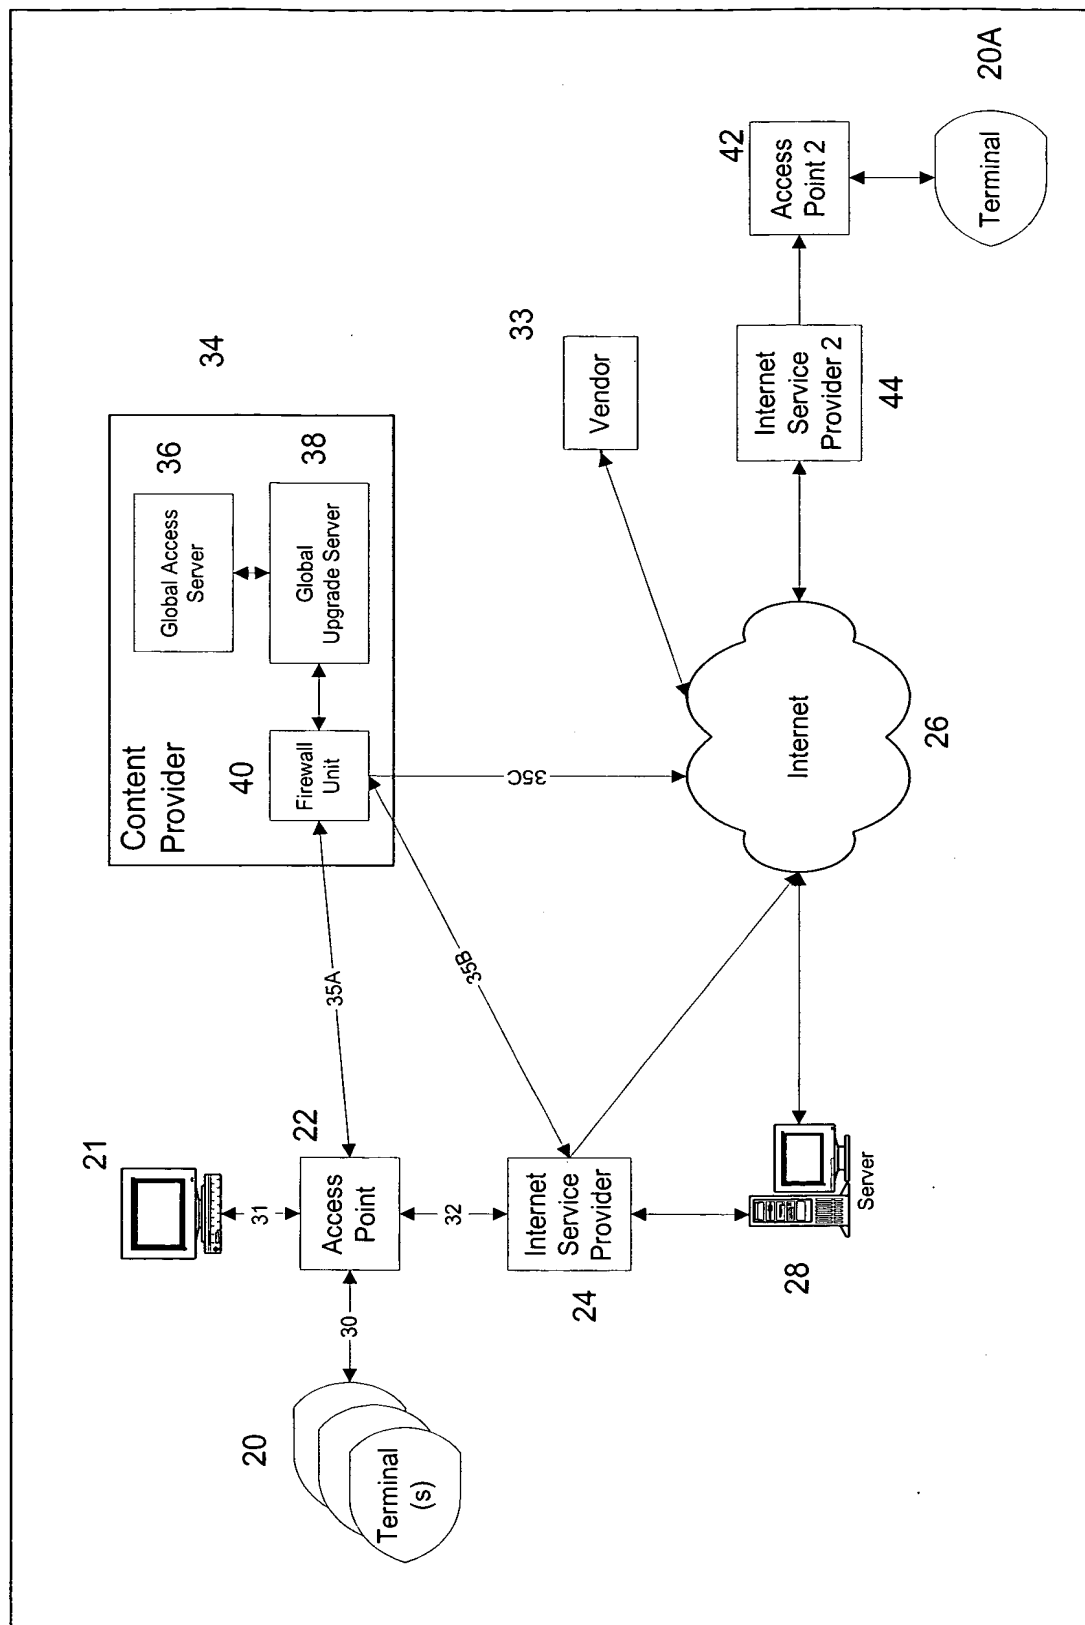 21
31
Access
Point
22
30
20
Terminal
(s)
32
Internet
Service
Provider
24
28
Server
35A
35B
35C
Content
Provider
34
40
Firewall
Unit
Global Access
Server
36
Global
Upgrade Server
38
Internet
26
Vendor
33
Internet
Service
Provider 2
44
Access
Point 2
42
Terminal
20A